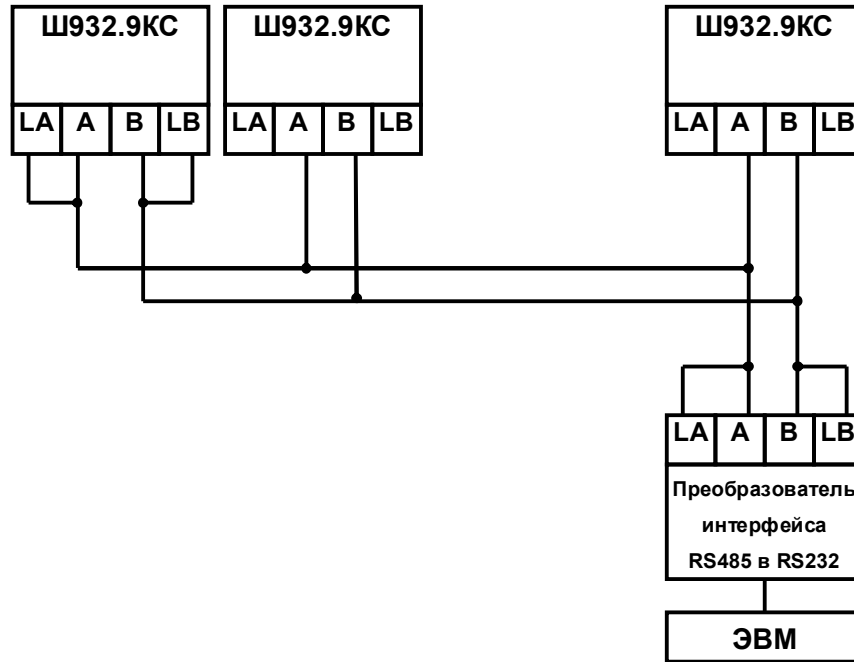 Ш932.9КС Ш932.9КС Ш932.9КС
LA A B LB LA A B LB LA A B LB
LA A B LB
Преобразователь
интерфейса
RS485 в RS232
ЭВМ